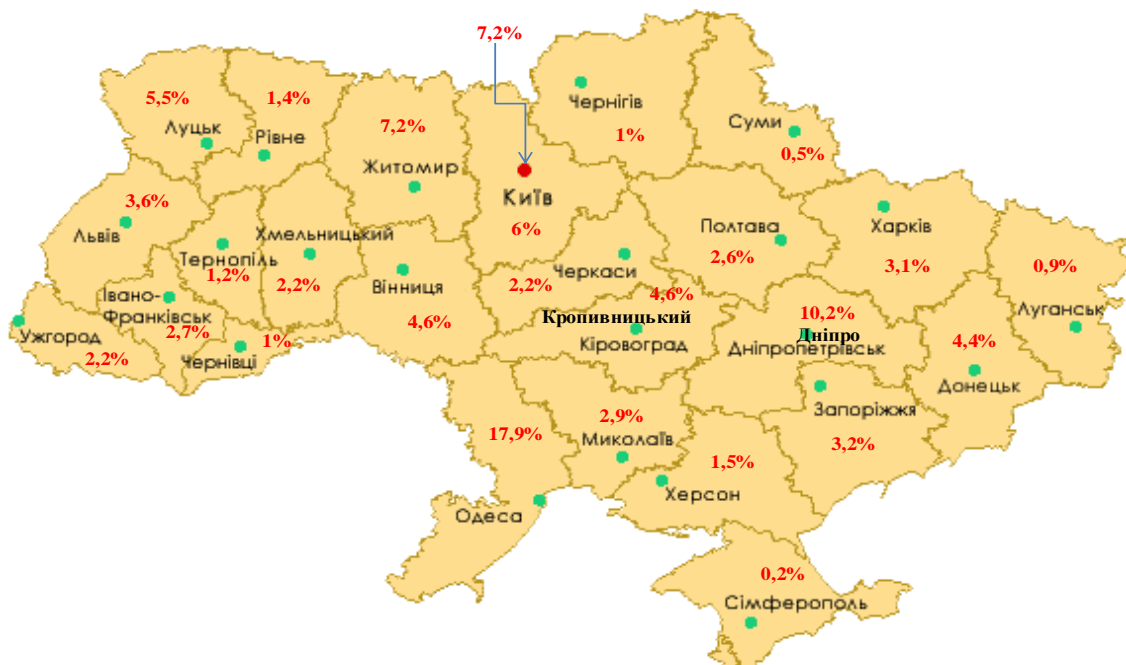 7,2%
5,5%
1,4%
Луцьк
Рівне
7,2%
Житомир
Чернігів
1%
Суми
0,5%
Київ
6%
3,6%
Львів
Тернопіль
1,2%
Хмельницький
2,2%
Вінниця
4,6%
Черкаси
2,2%
Полтава
2,6%
Харків
3,1%
0,9%
Луганськ
Івано-
Франківськ
2,7%
Ужгород
2,2%
Чернівці
1%
4,6%
Кропивницький
Кіровоград
10,2%
Дніпро
Дніпропетрівськ
4,4%
Донецьк
Запоріжжя
3,2%
17,9%
Одеса
2,9%
Миколаїв
1,5%
Херсон
0,2%
Сімферополь